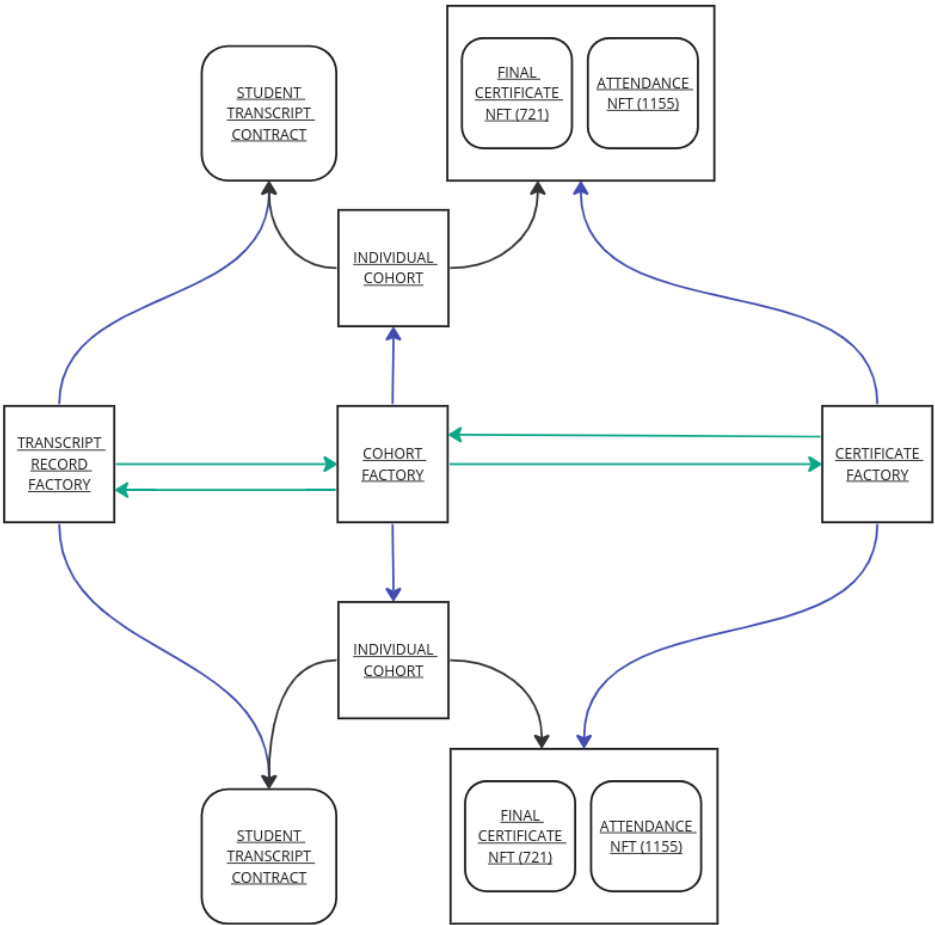 STUDENT
TRANSCRIPT
CONTRACT
FINAL
CERTIFICATE
NFT (721)
ATTENDANCE
NFT (1155)
INDIVIDUAL
COHORT
TRANSCRIPT
RECORD
FACTORY
COHORT
FACTORY
CERTIFICATE
FACTORY
INDIVIDUAL
COHORT
STUDENT
TRANSCRIPT
CONTRACT
FINAL
CERTIFICATE
NFT (721)
ATTENDANCE
NFT (1155)